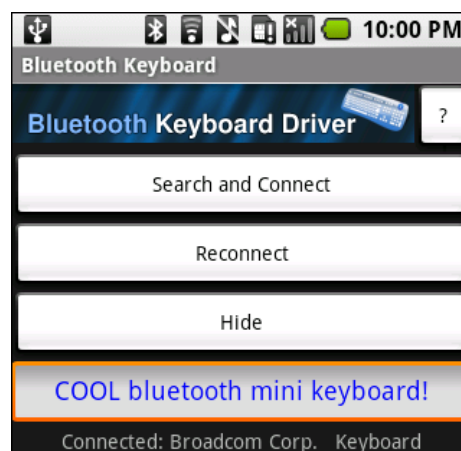 10:00 PM
Bluetooth Keyboard
Bluetooth Keyboard Driver
?
Search and Connect
Reconnect
Hide
COOL bluetooth mini keyboard!
Connected: Broadcom Corp. Keyboard